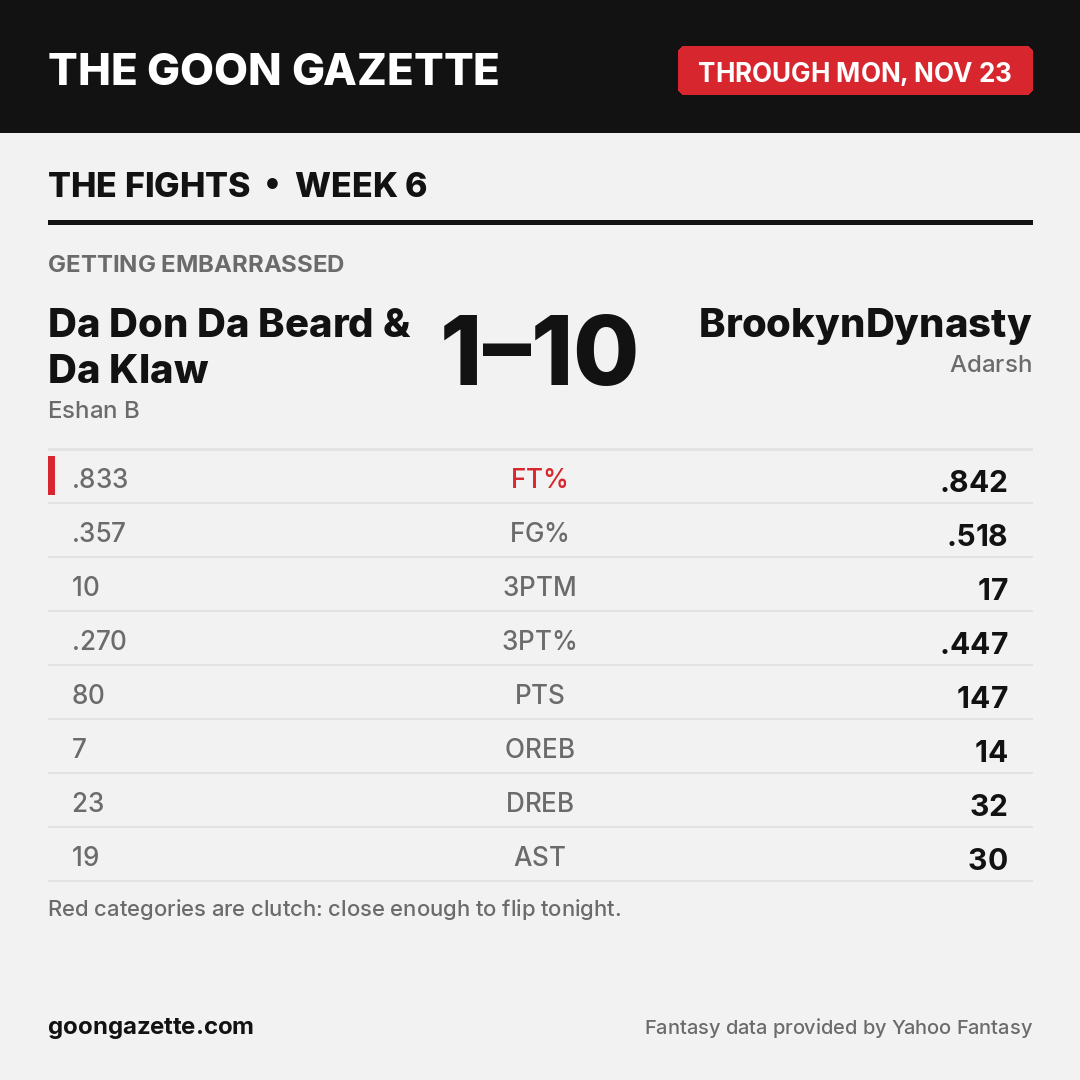 THE GOON GAZETTE
THROUGH MON, NOV 23
THE FIGHTS • WEEK 6
GETTING EMBARRASSED
Da Don Da Beard &
Da Klaw
Eshan B
1–10
BrookynDynasty
Adarsh
.833 FT% .842
.357 FG% .518
10 3PTM 17
.270 3PT% .447
80 PTS 147
7 OREB 14
23 DREB 32
19 AST 30
Red categories are clutch: close enough to flip tonight.
goongazette.com
Fantasy data provided by Yahoo Fantasy